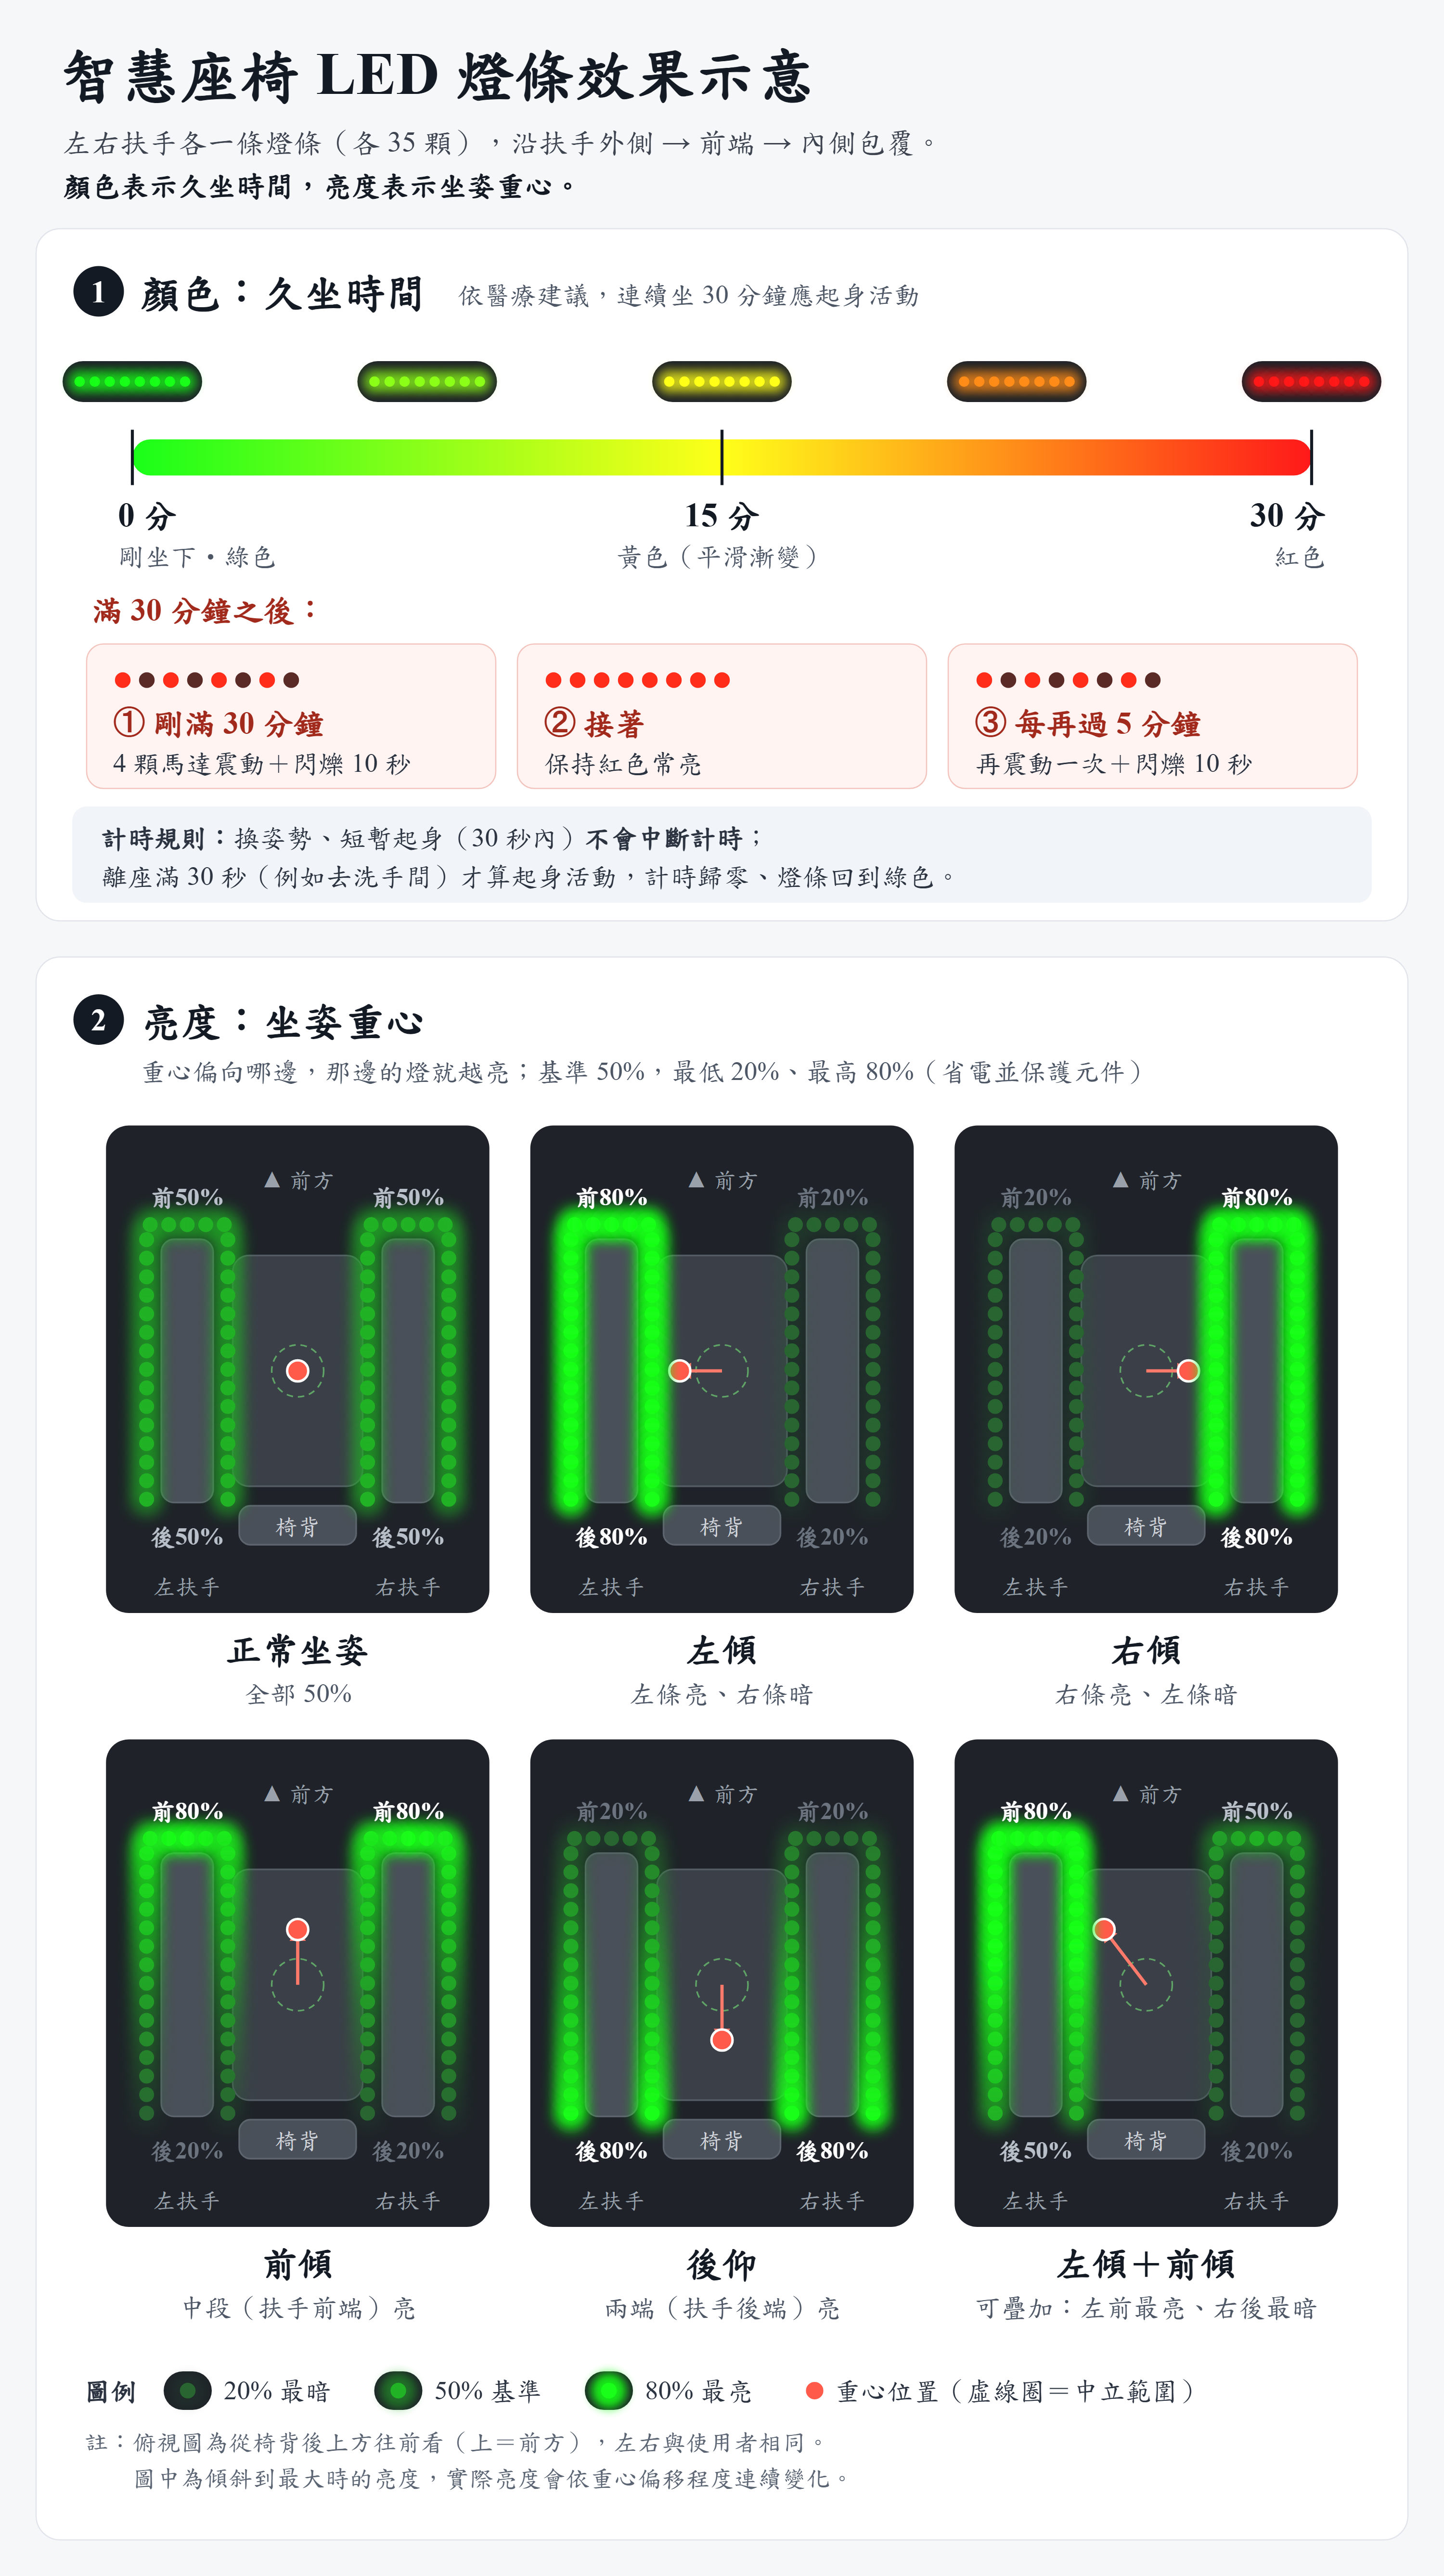 智慧座椅 LED 燈條效果示意
左右扶手各一條燈條（各 35 顆），沿扶手外側 → 前端 → 內側包覆。
顏色表示久坐時間，亮度表示坐姿重心。
1 顏色：久坐時間 依醫療建議，連續坐 30 分鐘應起身活動
0 分 15 分 30 分
剛坐下・綠色 黃色（平滑漸變） 紅色
滿 30 分鐘之後：
① 剛滿 30 分鐘
4 顆馬達震動＋閃爍 10 秒
② 接著
保持紅色常亮
③ 每再過 5 分鐘
再震動一次＋閃爍 10 秒
計時規則：換姿勢、短暫起身（30 秒內）不會中斷計時；
離座滿 30 秒（例如去洗手間）才算起身活動，計時歸零、燈條回到綠色。
2 亮度：坐姿重心
重心偏向哪邊，那邊的燈就越亮；基準 50%，最低 20%、最高 80%（省電並保護元件）
▲ 前方
前50% 前50%
後50% 椅背 後50%
左扶手 右扶手
正常坐姿
全部 50%
▲ 前方
前80% 前20%
後80% 椅背 後20%
左扶手 右扶手
左傾
左條亮、右條暗
▲ 前方
前20% 前80%
後20% 椅背 後80%
左扶手 右扶手
右傾
右條亮、左條暗
▲ 前方
前80% 前80%
後20% 椅背 後20%
左扶手 右扶手
前傾
中段（扶手前端）亮
▲ 前方
前20% 前20%
後80% 椅背 後80%
左扶手 右扶手
後仰
兩端（扶手後端）亮
▲ 前方
前80% 前50%
後50% 椅背 後20%
左扶手 右扶手
左傾＋前傾
可疊加：左前最亮、右後最暗
圖例 20% 最暗 50% 基準 80% 最亮 重心位置（虛線圈＝中立範圍）
註：俯視圖為從椅背後上方往前看（上＝前方），左右與使用者相同。
圖中為傾斜到最大時的亮度，實際亮度會依重心偏移程度連續變化。